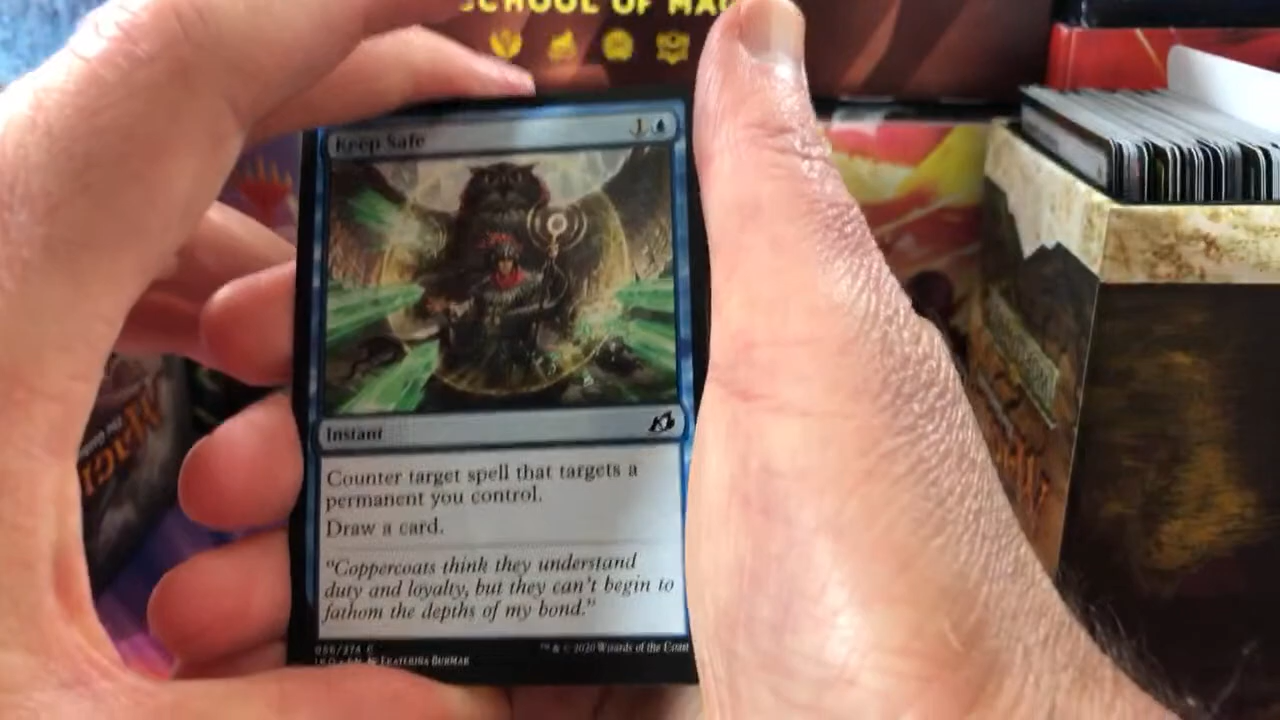 SCHOOL OF MAG
Keep Safe 1
Instant
Counter target spell that targets a
permanent you control.
Draw a card.
"Coppercoats think they understand
duty and loyalty, but they can't begin to
fathom the depths of my bond."
056/274 C
IKO • EN EKATERINA BURMAK
™ & © 2020 Wizards of the Coast
MAGIC